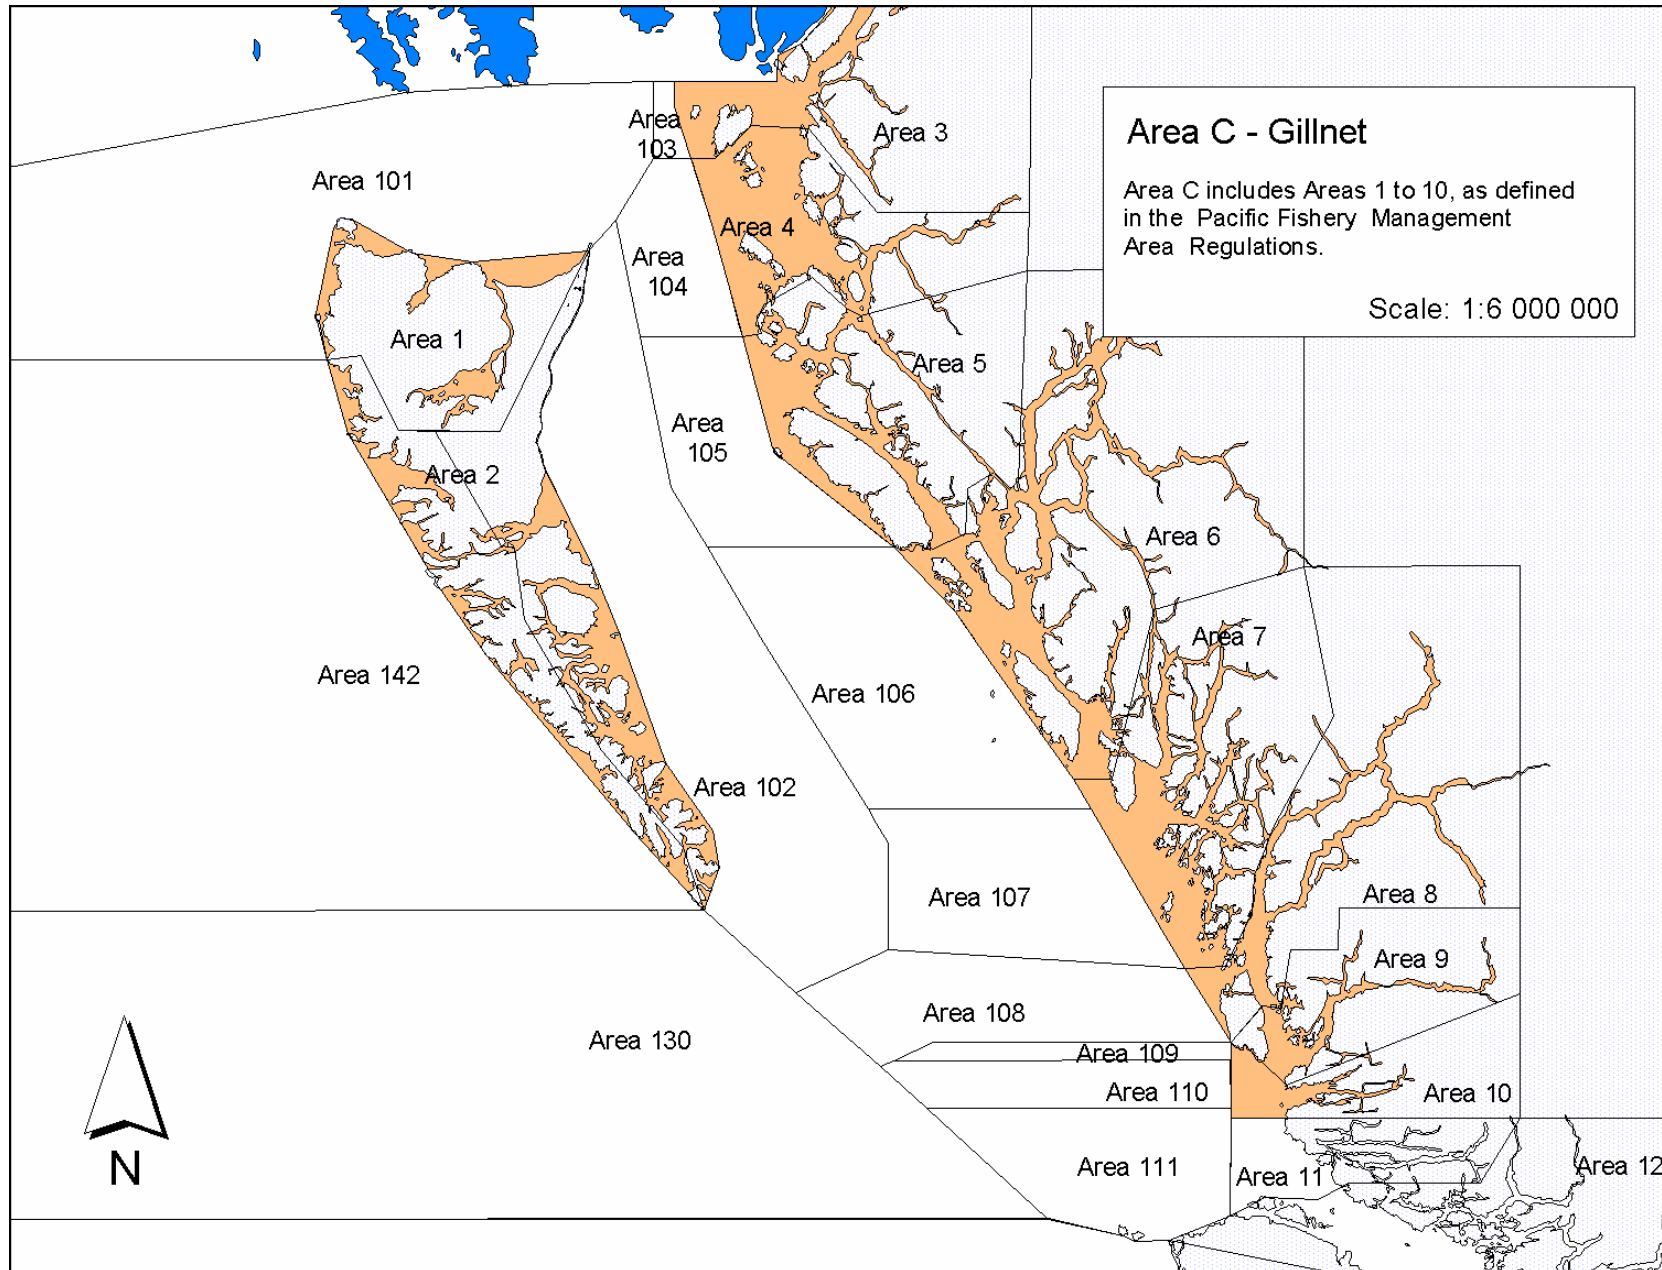 Area
103
Area 3
Area C - Gillnet
Area C includes Areas 1 to 10, as defined
in the Pacific Fishery Management
Area Regulations.
Scale: 1:6 000 000
Area 101
Area 4
Area
104
Area 1
Area 5
Area
105
Area 2
Area 6
Area 7
Area 142
Area 106
Area 102
Area 107
Area 8
Area 9
Area 108
Area 130
Area 109
Area 110
Area 10
Area 111
Area 11
Area 12
N